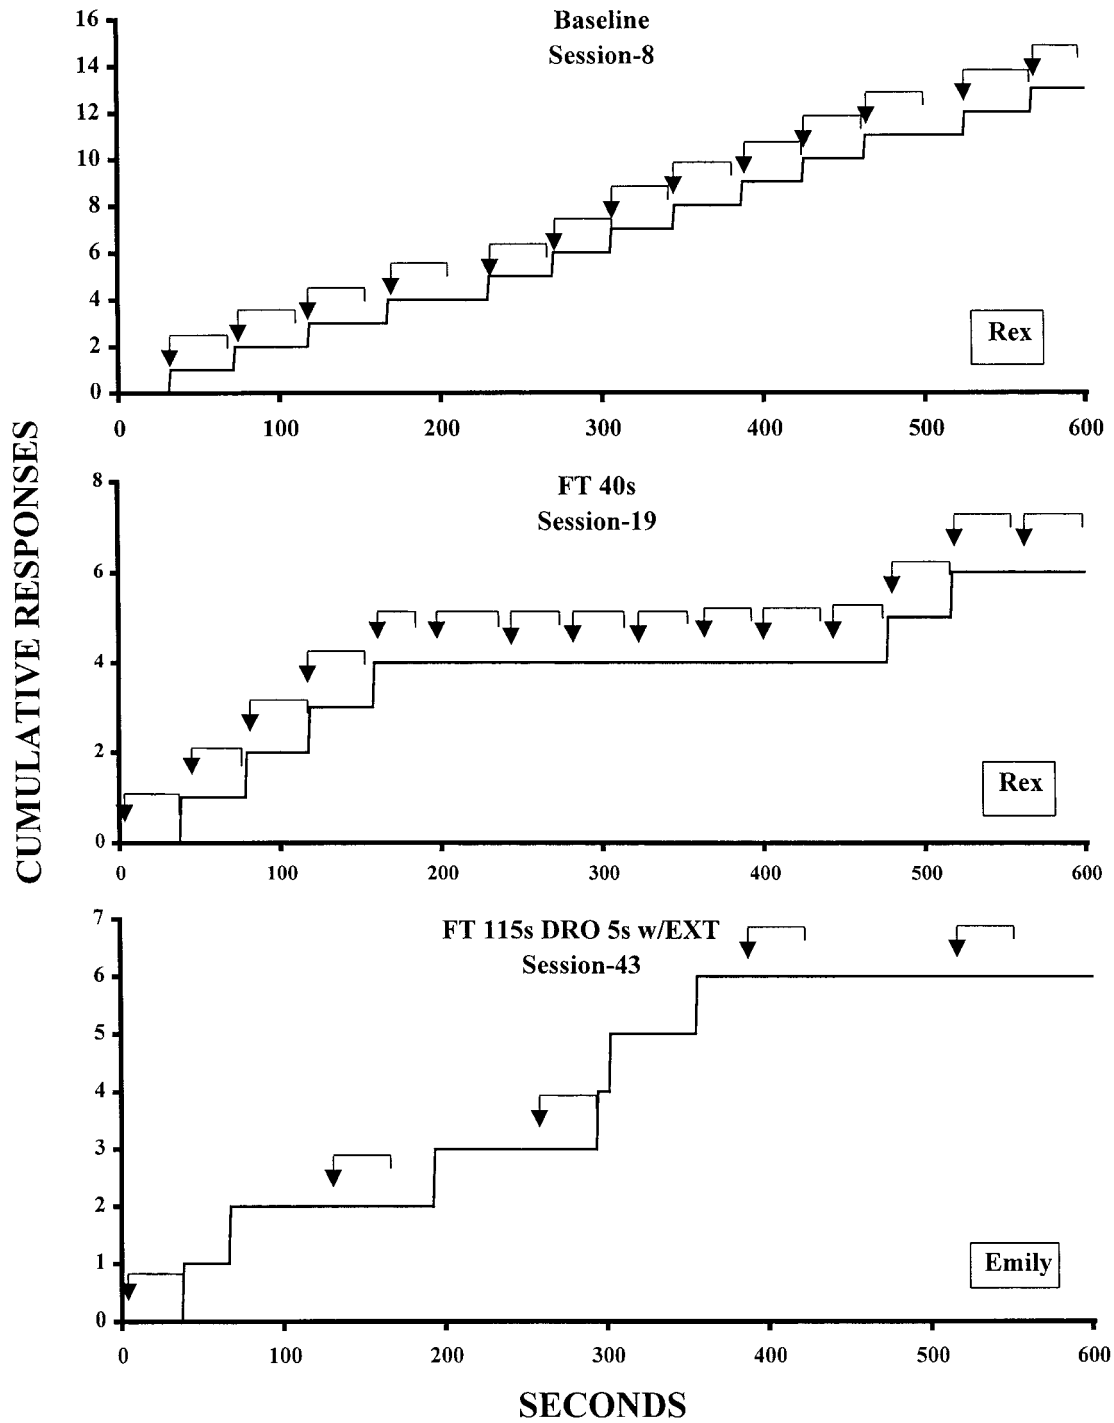 Baseline
Session-8
16
14
12
10
8
6
4
2
0
Rex
0 100 200 300 400 500 600
FT 40s
Session-19
8
6
4
2
0
Rex
0 100 200 300 400 500 600
FT 115s DRO 5s w/EXT
Session-43
7
6
5
4
3
2
1
0
Emily
0 100 200 300 400 500 600
CUMULATIVE RESPONSES
SECONDS